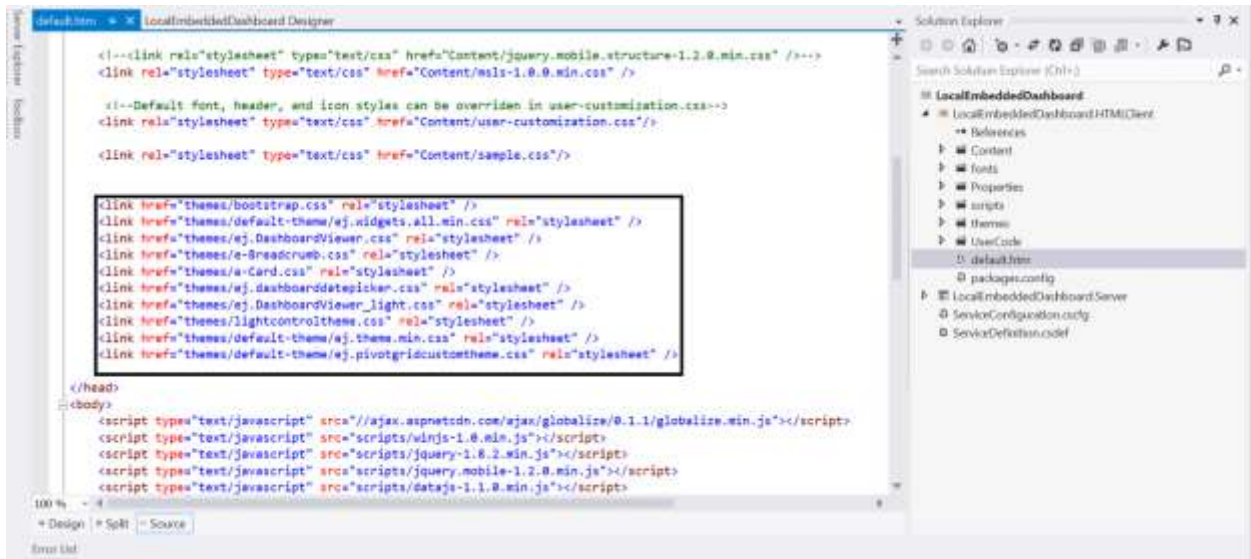 Server Explorer
Toolbox
default.htm
LocalEmbeddedDashboard Designer
<!--<link rel="stylesheet" type="text/css" href="Content/jquery.mobile.structure-1.2.0.min.css" />-->
<link rel="stylesheet" type="text/css" href="Content/msls-1.0.0.min.css" />
<!--Default font, header, and icon styles can be overriden in user-customization.css-->
<link rel="stylesheet" type="text/css" href="Content/user-customization.css"/>
<link rel="stylesheet" type="text/css" href="Content/sample.css"/>
<link href="themes/bootstrap.css" rel="stylesheet" />
<link href="themes/default-theme/ej.widgets.all.min.css" rel="stylesheet" />
<link href="themes/ej.DashboardViewer.css" rel="stylesheet" />
<link href="themes/e-Breadcrumb.css" rel="stylesheet" />
<link href="themes/e-Card.css" rel="stylesheet" />
<link href="themes/ej.dashboarddatepicker.css" rel="stylesheet" />
<link href="themes/ej.DashboardViewer_light.css" rel="stylesheet" />
<link href="themes/lightcontroltheme.css" rel="stylesheet" />
<link href="themes/default-theme/ej.theme.min.css" rel="stylesheet" />
<link href="themes/default-theme/ej.pivotgridcustomtheme.css" rel="stylesheet" />
</head>
<body>
<script type="text/javascript" src="//ajax.aspnetcdn.com/ajax/globalize/0.1.1/globalize.min.js"></script>
<script type="text/javascript" src="scripts/winjs-1.0.min.js"></script>
<script type="text/javascript" src="scripts/jquery-1.8.2.min.js"></script>
<script type="text/javascript" src="scripts/jquery.mobile-1.2.0.min.js"></script>
<script type="text/javascript" src="scripts/datajs-1.1.0.min.js"></script>
100 %
Design Split Source
Error List
Solution Explorer
Search Solution Explorer (Ctrl+;)
LocalEmbeddedDashboard
LocalEmbeddedDashboard.HTMLClient
References
Content
fonts
Properties
scripts
themes
UserCode
default.htm
packages.config
LocalEmbeddedDashboard.Server
ServiceConfiguration.cscfg
ServiceDefinition.csdef